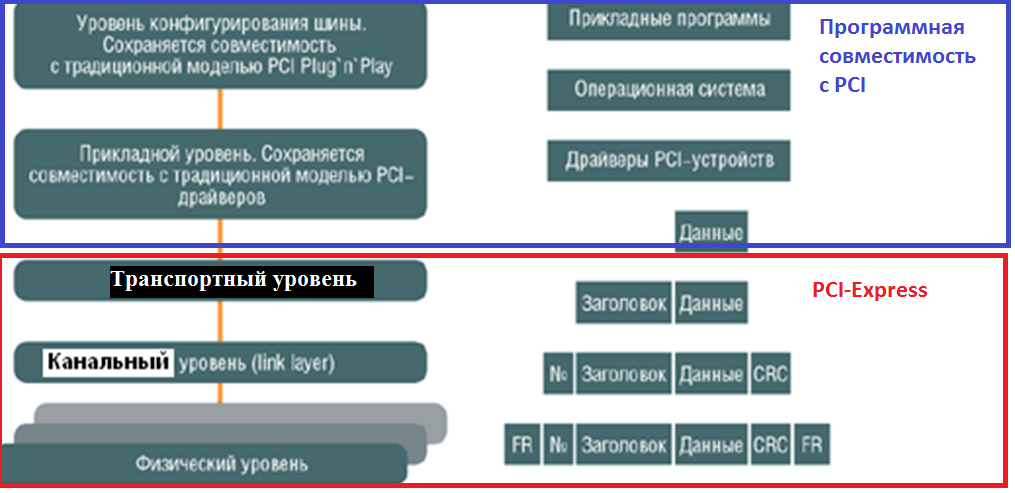 Уровень конфигурирования шины.
Сохраняется совместимость
с традиционной моделью PCI Plug`n`Play
Прикладные программы
Программная
совместимость
с PCI
Операционная система
Прикладной уровень. Сохраняется
совместимость с традиционной моделью PCI–
драйверов
Драйверы PCI–устройств
Данные
Транспортный уровень
Заголовок Данные
PCI-Express
Канальный уровень (link layer)
№ Заголовок Данные CRC
Физический уровень
FR № Заголовок Данные CRC FR